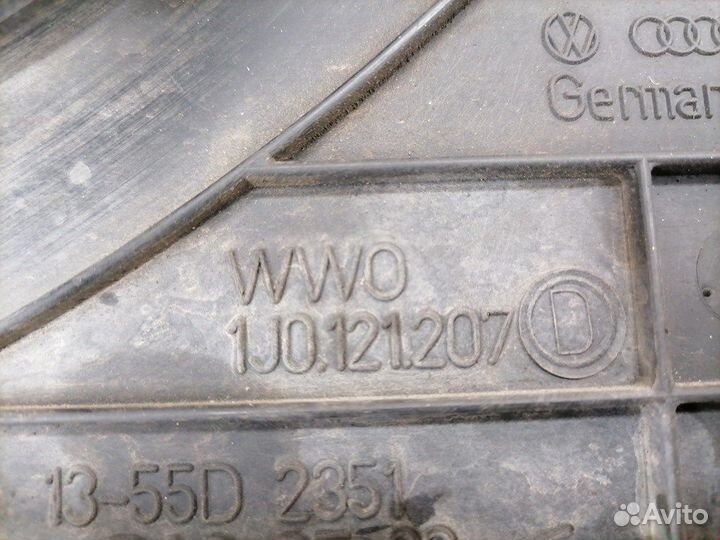 German
WWO
1J0.121.207 D
13-55D 2351
Avito